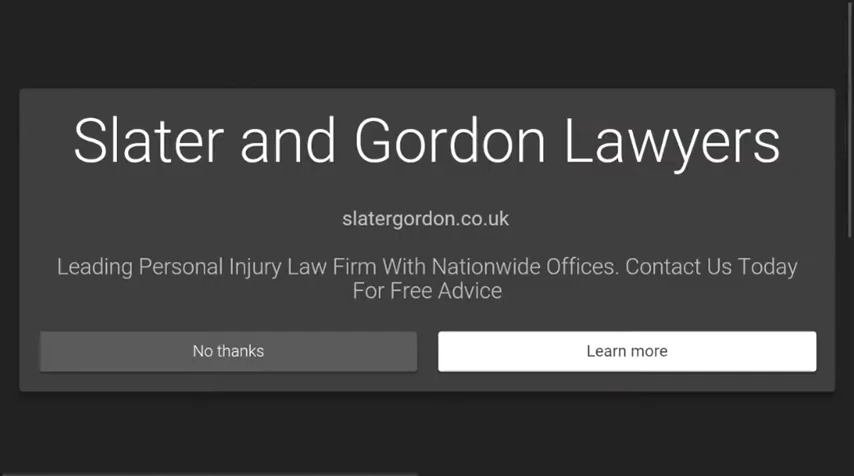 Slater and Gordon Lawyers
slatergordon.co.uk
Leading Personal Injury Law Firm With Nationwide Offices. Contact Us Today
For Free Advice
No thanks
Learn more